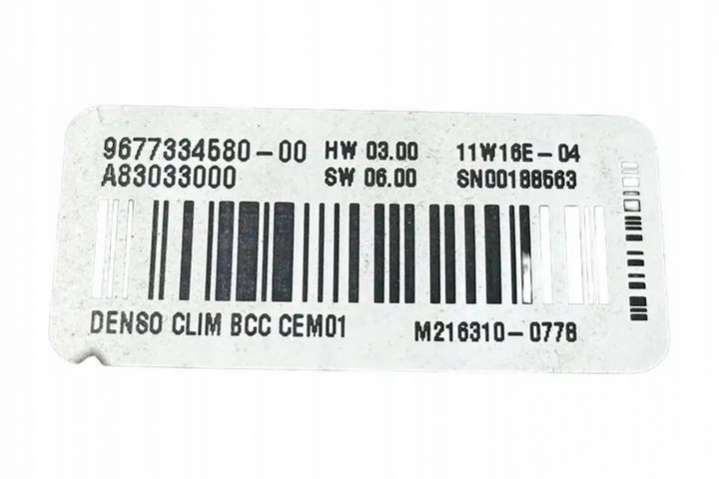 9677334580-00 HW 03.00 11W16E-04
A83033000 SW 06.00 SN00188563
DENSO CLIM BCC CEM01 M216310-0778